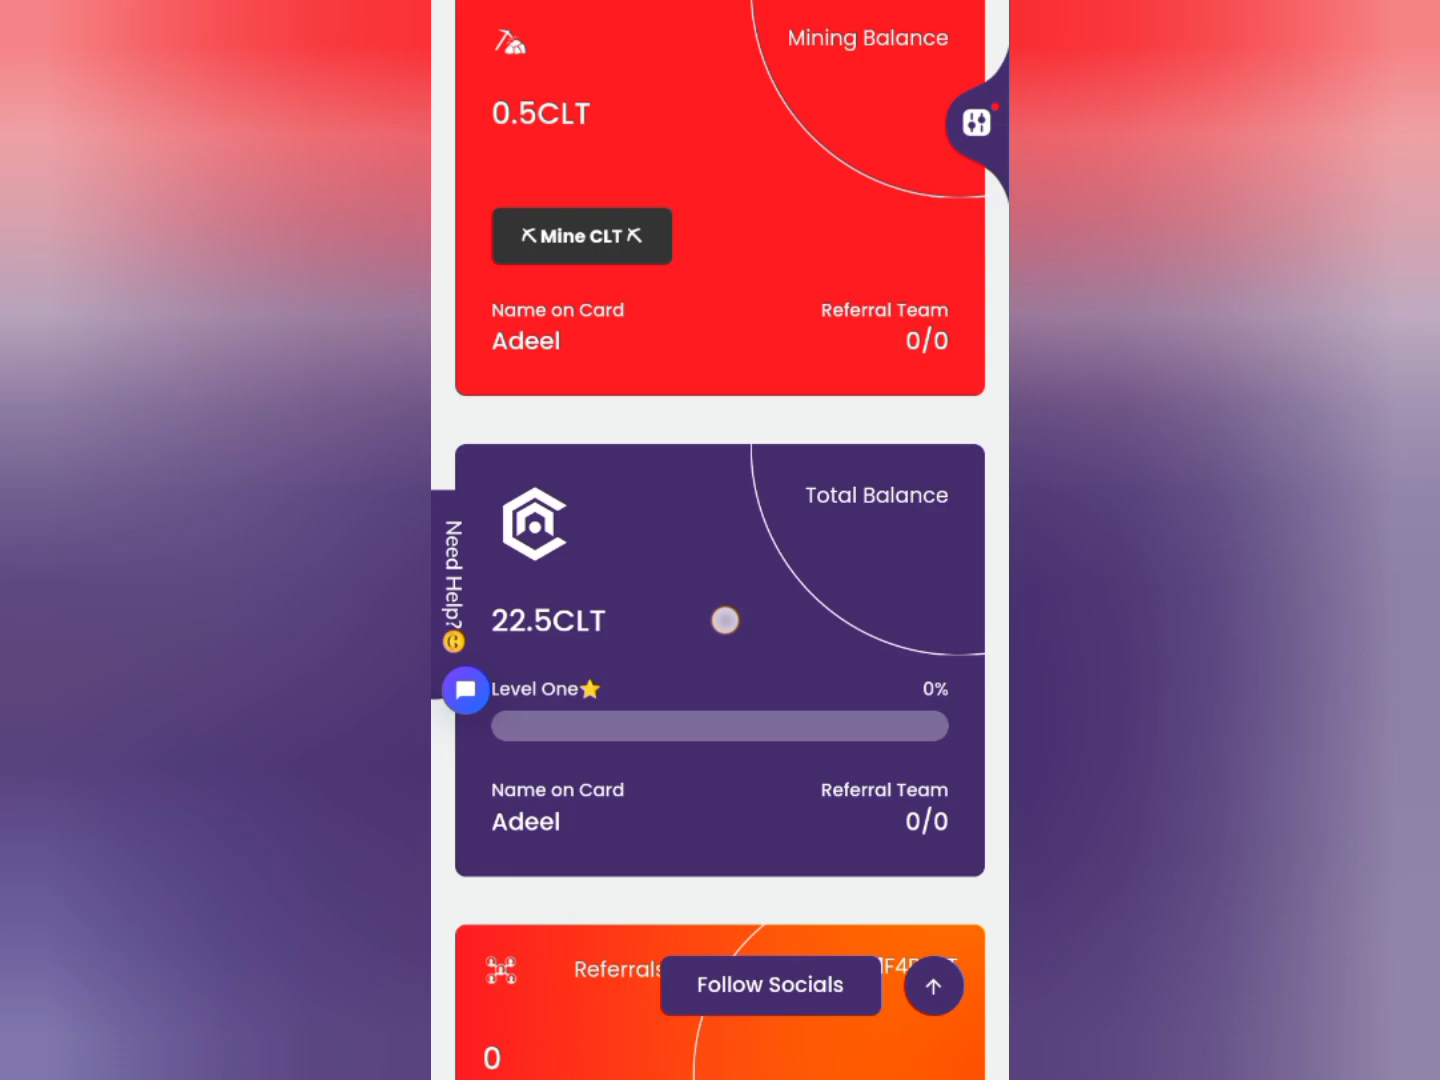 Mining Balance
0.5CLT
⛏Mine CLT⛏
Name on Card
Referral Team
Adeel
0/0
Total Balance
Need Help?
22.5CLT
Level One⭐
0%
Name on Card
Referral Team
Adeel
0/0
Referrals
Follow Socials
0